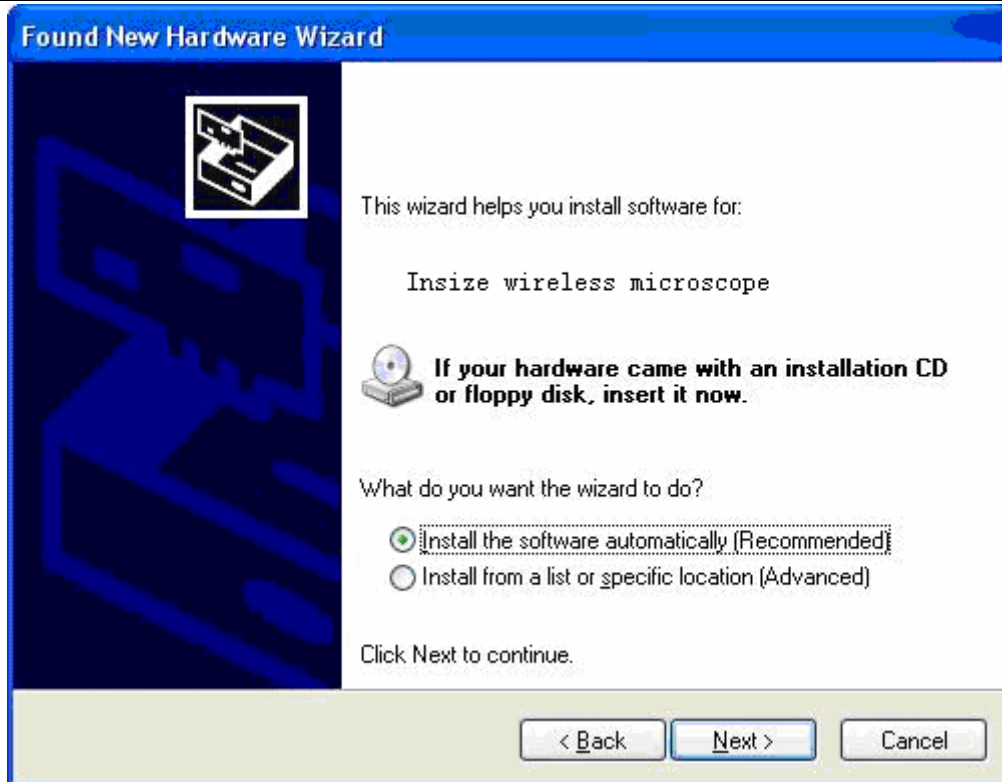 Found New Hardware Wizard
This wizard helps you install software for:
Insize wireless microscope
If your hardware came with an installation CD
or floppy disk, insert it now.
What do you want the wizard to do?
Install the software automatically (Recommended)
Install from a list or specific location (Advanced)
Click Next to continue.
< Back Next > Cancel